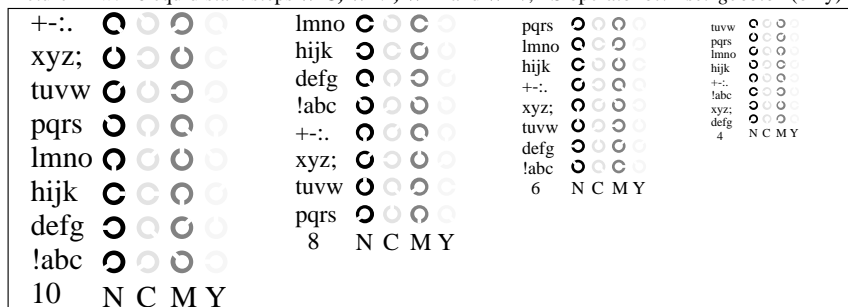 +-:.
xyz;
tuvw
pqrs
lmno
hijk
defg
!abc
10 N C M Y
lmno
hijk
defg
!abc
+-:.
xyz;
tuvw
pqrs
8 N C M Y
pqrs
lmno
hijk
+-:.
xyz;
tuvw
defg
!abc
6 N C M Y
tuvw
pqrs
lmno
hijk
+-:.
!abc
xyz;
defg
4 N C M Y